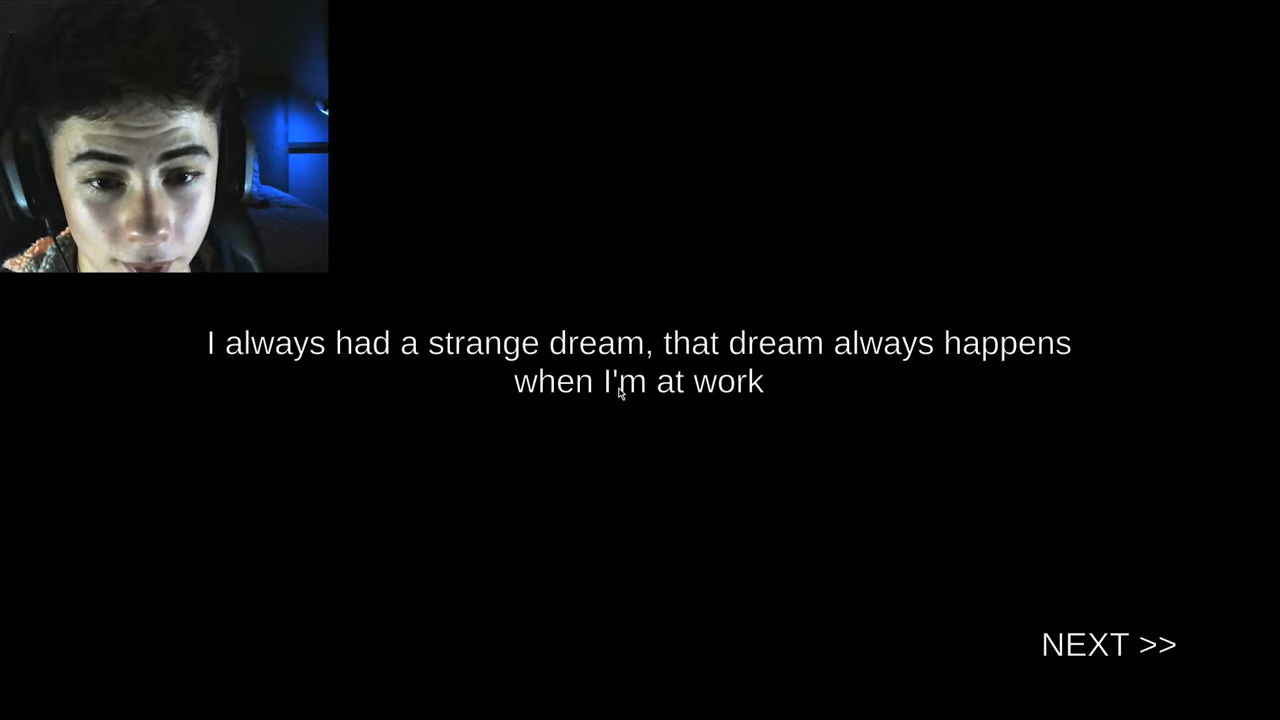 I always had a strange dream, that dream always happens
when I'm at work
NEXT >>